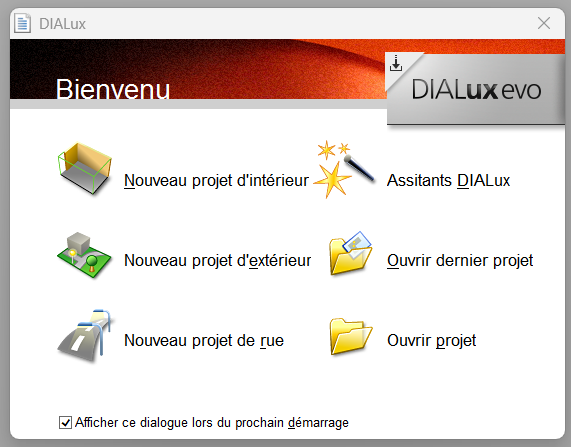 DIALux
Bienvenu
DIALux evo
Nouveau projet d'intérieur
Assitants DIALux
Nouveau projet d'extérieur
Ouvrir dernier projet
Nouveau projet de rue
Ouvrir projet
Afficher ce dialogue lors du prochain démarrage